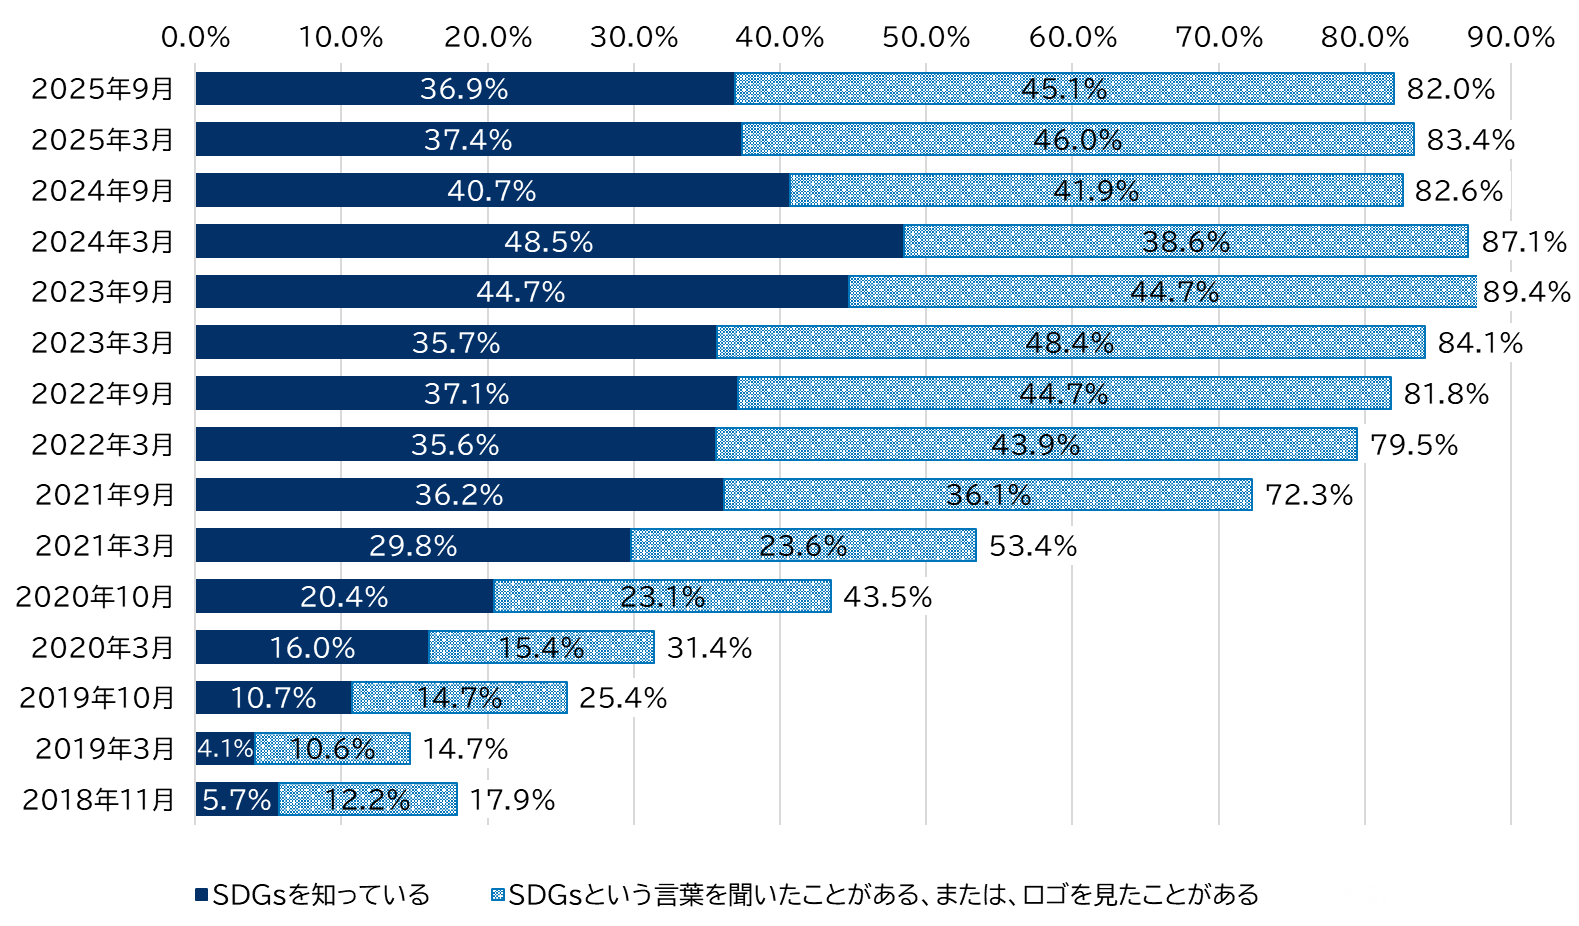 0.0% 10.0% 20.0% 30.0% 40.0% 50.0% 60.0% 70.0% 80.0% 90.0%
2025年9月 36.9% 45.1% 82.0%
2025年3月 37.4% 46.0% 83.4%
2024年9月 40.7% 41.9% 82.6%
2024年3月 48.5% 38.6% 87.1%
2023年9月 44.7% 44.7% 89.4%
2023年3月 35.7% 48.4% 84.1%
2022年9月 37.1% 44.7% 81.8%
2022年3月 35.6% 43.9% 79.5%
2021年9月 36.2% 36.1% 72.3%
2021年3月 29.8% 23.6% 53.4%
2020年10月 20.4% 23.1% 43.5%
2020年3月 16.0% 15.4% 31.4%
2019年10月 10.7% 14.7% 25.4%
2019年3月 4.1% 10.6% 14.7%
2018年11月 5.7% 12.2% 17.9%
SDGsを知っている SDGsという言葉を聞いたことがある、または、ロゴを見たことがある